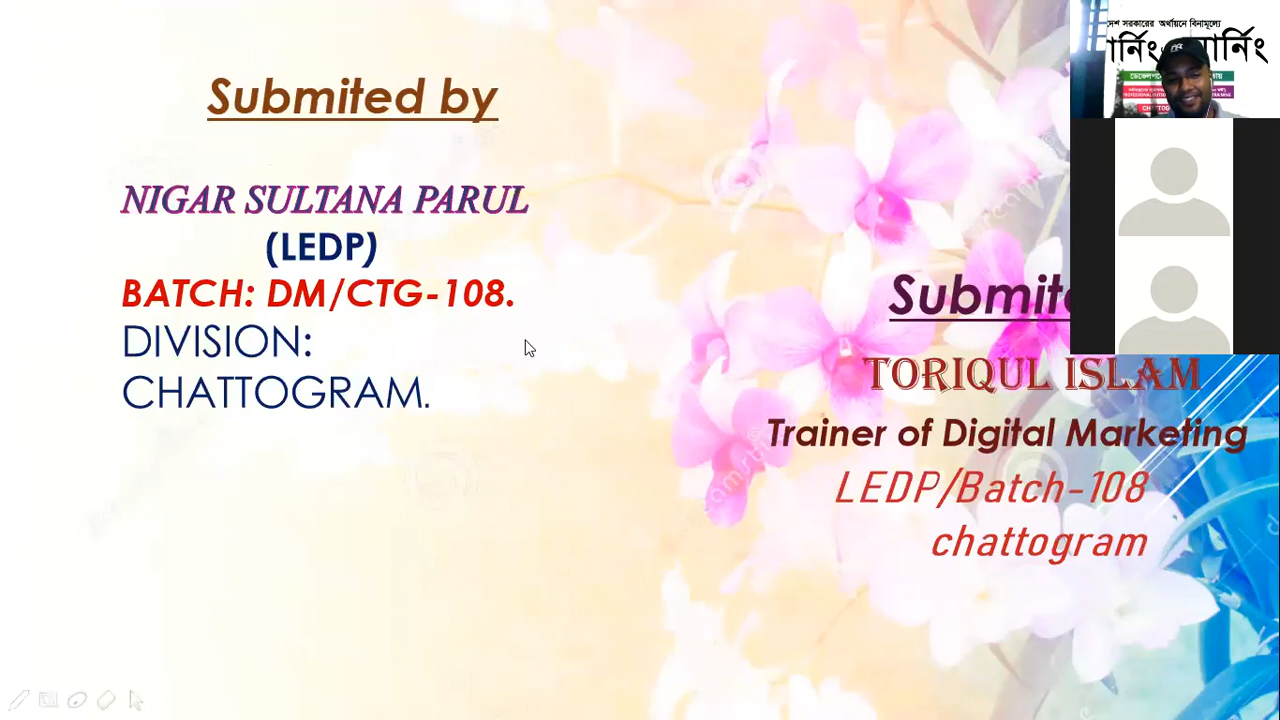 Submited by
NIGAR SULTANA PARUL
(LEDP)
BATCH: DM/CTG-108.
DIVISION:
CHATTOGRAM.
TORIQUL ISLAM
Trainer of Digital Marketing
LEDP/Batch-108
chattogram
অর্থায়নে বিনামূল্যে